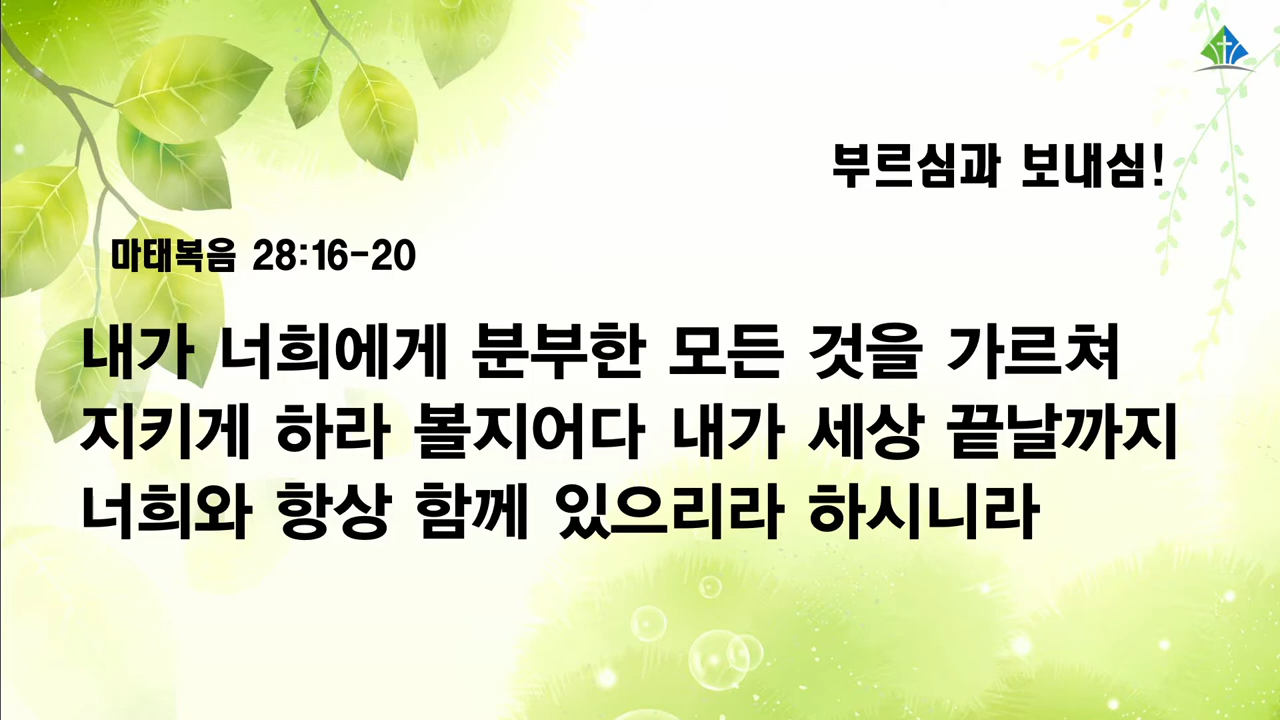 부르심과 보내심!
마태복음 28:16-20
내가 너희에게 분부한 모든 것을 가르쳐
지키게 하라 볼지어다 내가 세상 끝날까지
너희와 항상 함께 있으리라 하시니라